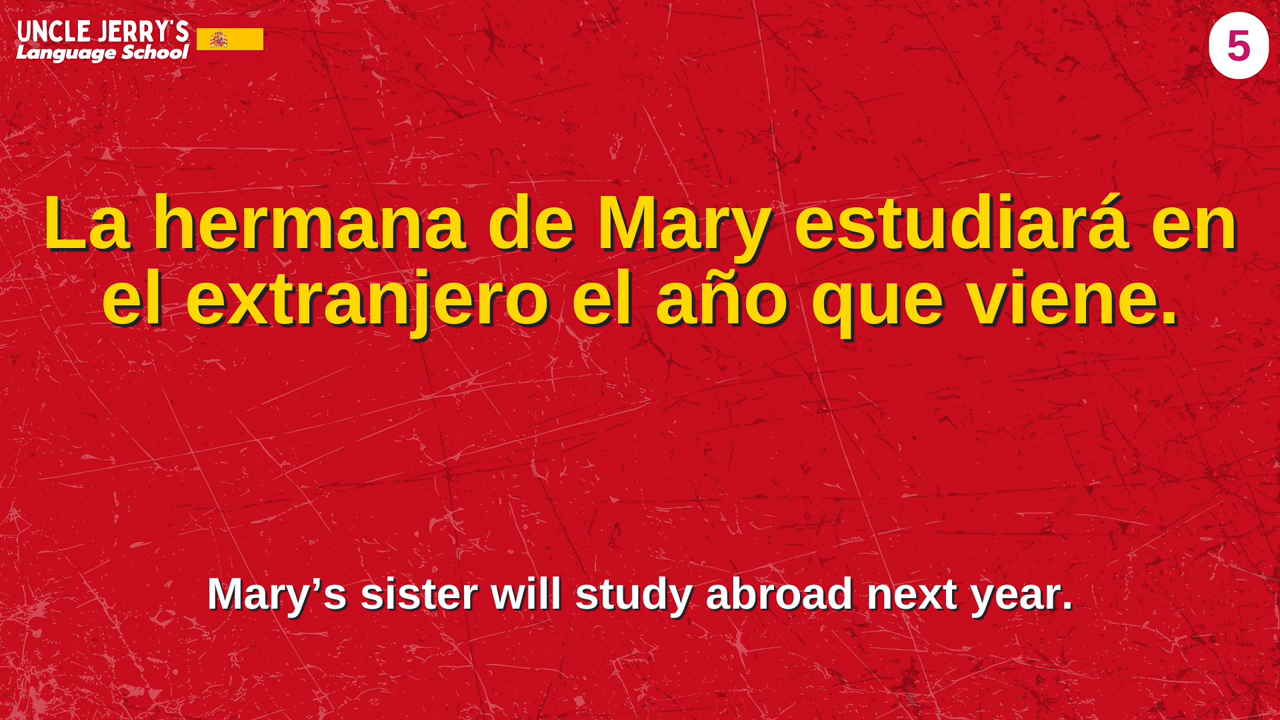 UNCLE JERRY'S
Language School
5
La hermana de Mary estudiará en
el extranjero el año que viene.
Mary’s sister will study abroad next year.